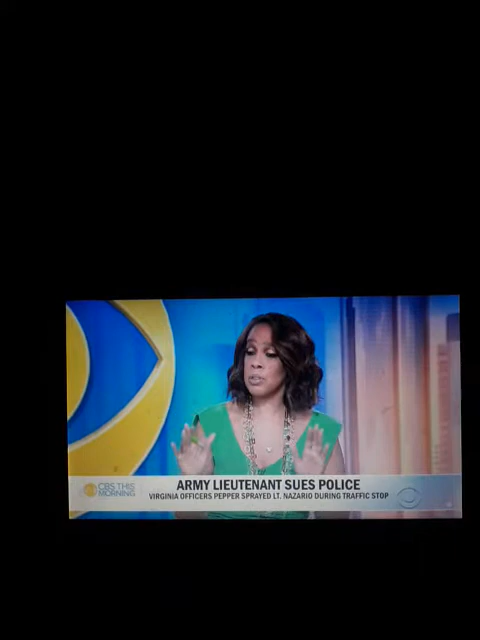 ARMY LIEUTENANT SUES POLICE
CBS THIS
MORNING
VIRGINIA OFFICERS PEPPER SPRAYED LT. NAZARIO DURING TRAFFIC STOP